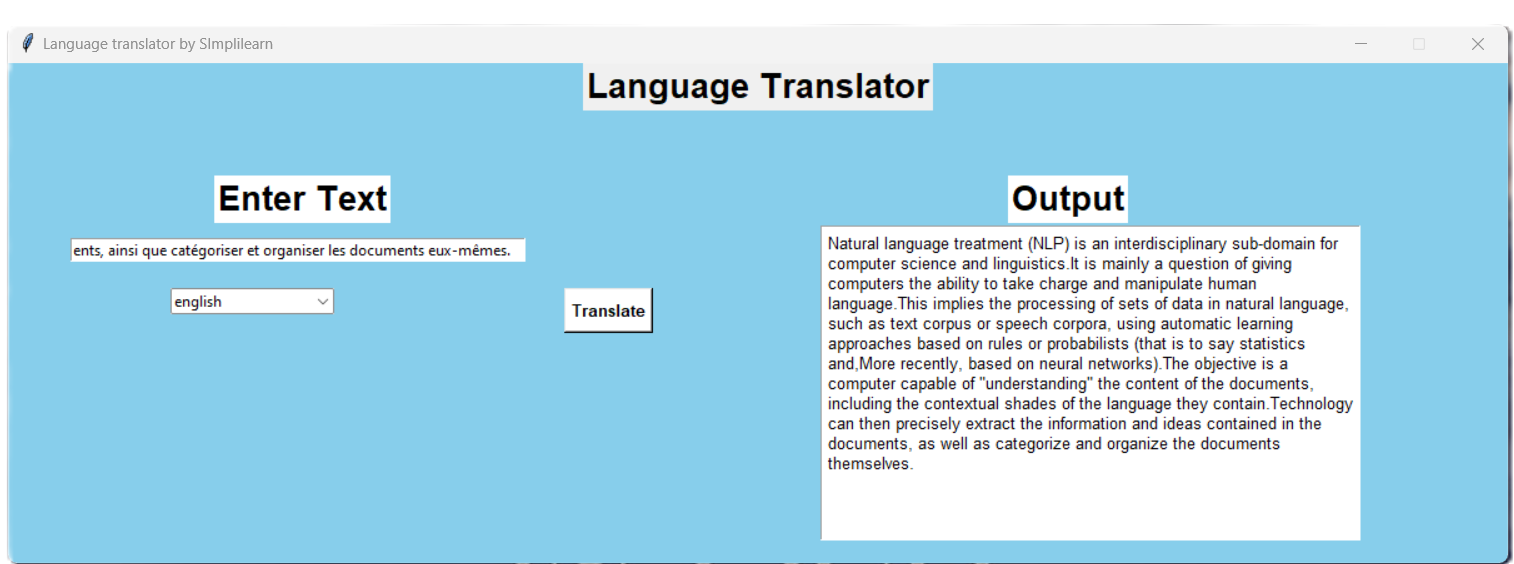 Language translator by SImplilearn
Language Translator
Enter Text
ents, ainsi que catégoriser et organiser les documents eux-mêmes.
english
Translate
Output
Natural language treatment (NLP) is an interdisciplinary sub-domain for
computer science and linguistics.It is mainly a question of giving
computers the ability to take charge and manipulate human
language.This implies the processing of sets of data in natural language,
such as text corpus or speech corpora, using automatic learning
approaches based on rules or probabilists (that is to say statistics
and,More recently, based on neural networks).The objective is a
computer capable of "understanding" the content of the documents,
including the contextual shades of the language they contain.Technology
can then precisely extract the information and ideas contained in the
documents, as well as categorize and organize the documents
themselves.